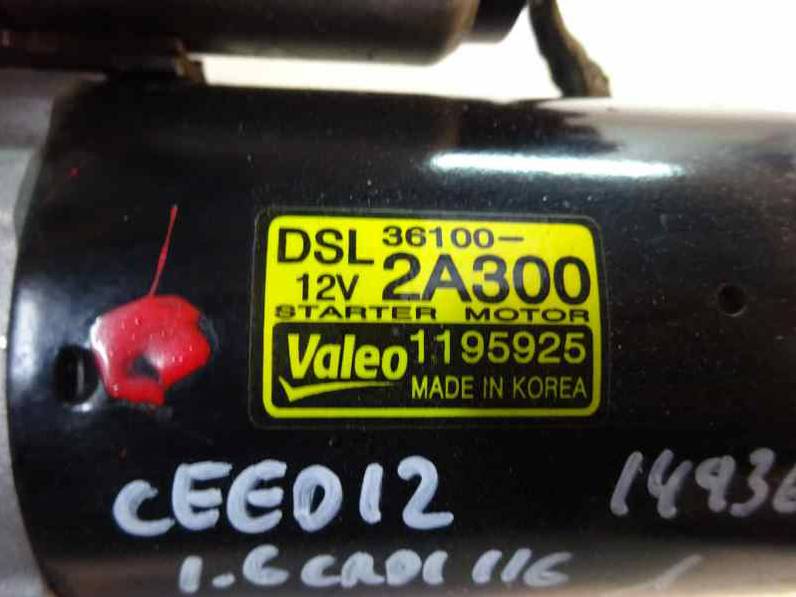 DSL 36100-
12V 2A300
STARTER MOTOR
Valeo 1195925
MADE IN KOREA
CEED12
1.6 CRDI 116